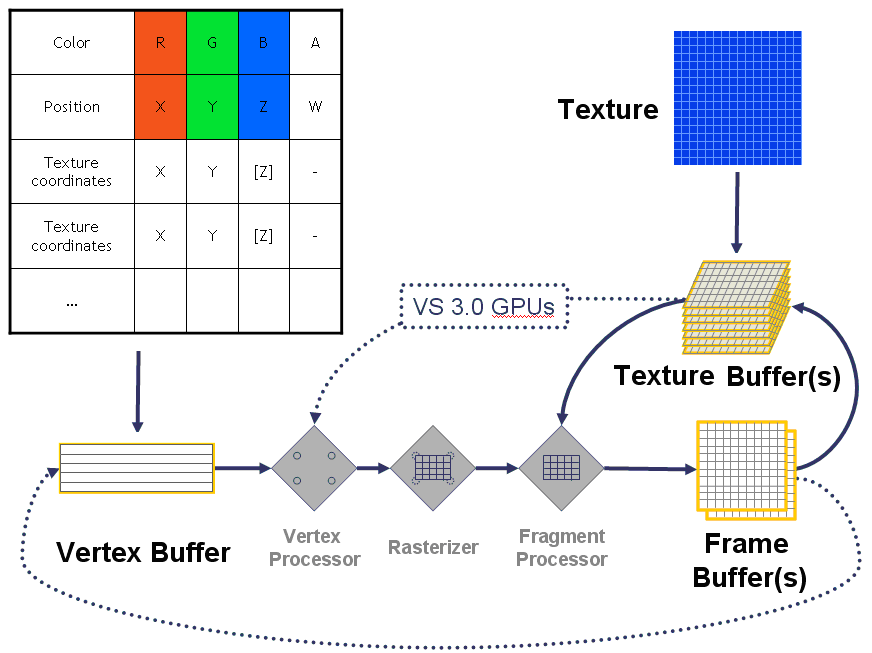 Color R G B A
Position X Y Z W
Texture
coordinates X Y [Z] -
Texture
coordinates X Y [Z] -
...
Texture
VS 3.0 GPUs
Texture Buffer(s)
Vertex Buffer
Vertex
Processor
Rasterizer
Fragment
Processor
Frame
Buffer(s)